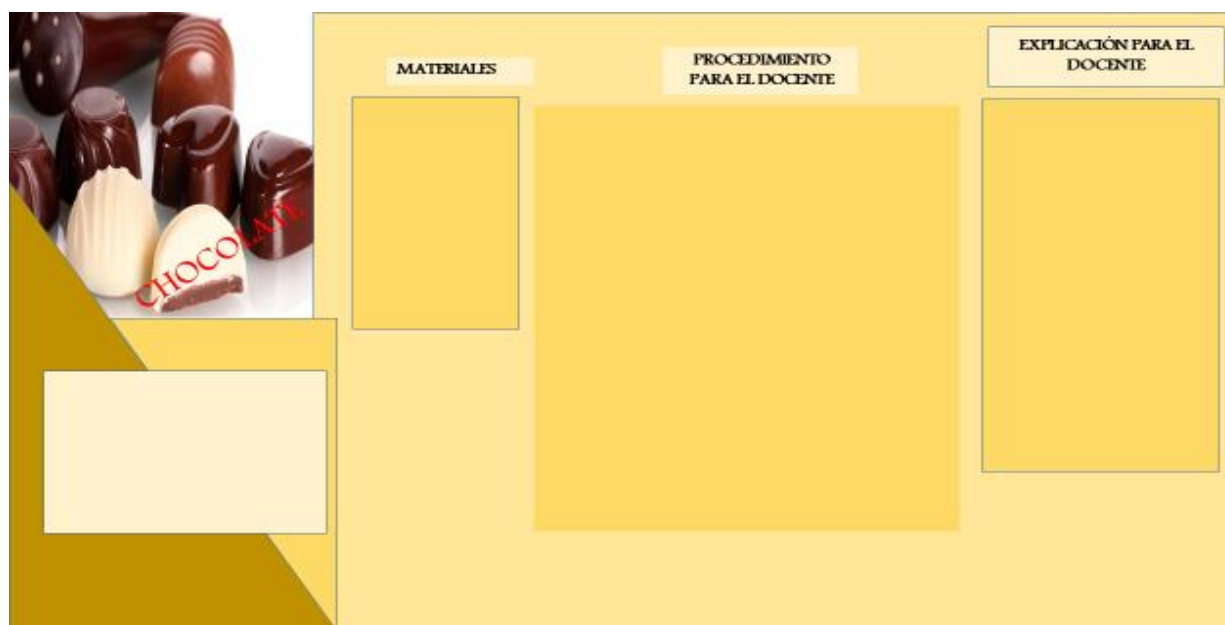 CHOCOLATE
MATERIALES
PROCEDIMIENTO
PARA EL DOCENTE
EXPLICACIÓN PARA EL
DOCENTE